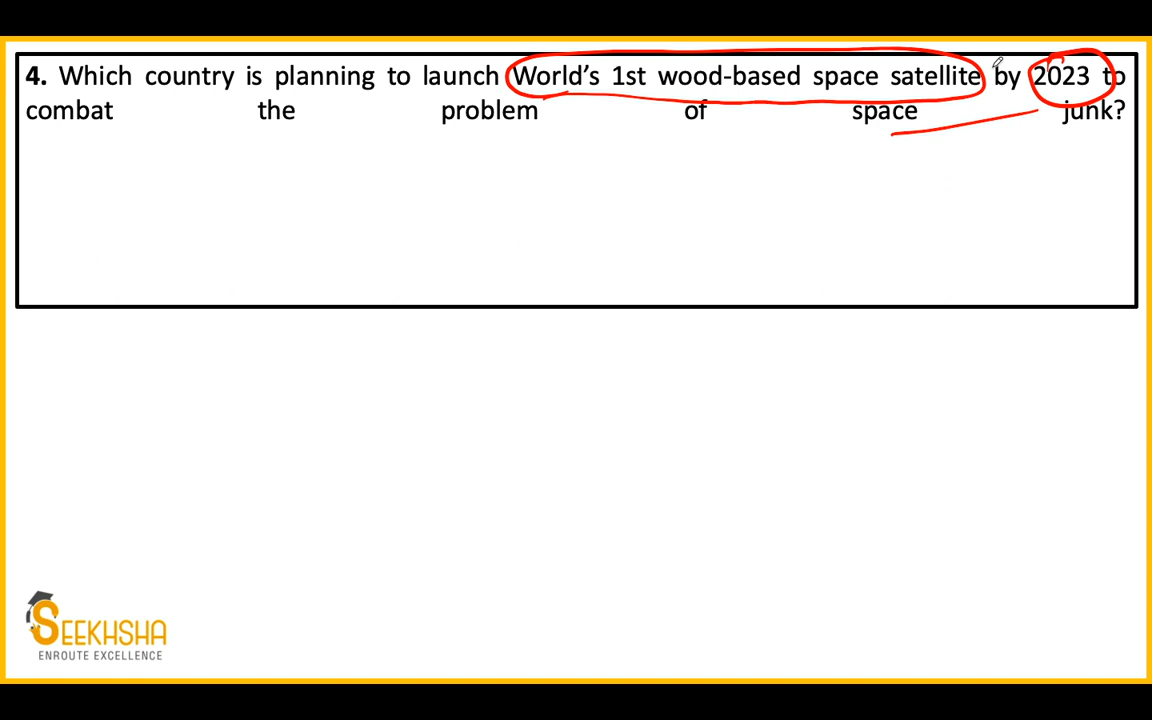 4. Which country is planning to launch World's 1st wood-based space satellite by 2023 to
combat the problem of space junk?
SEEKHSHA
ENROUTE EXCELLENCE